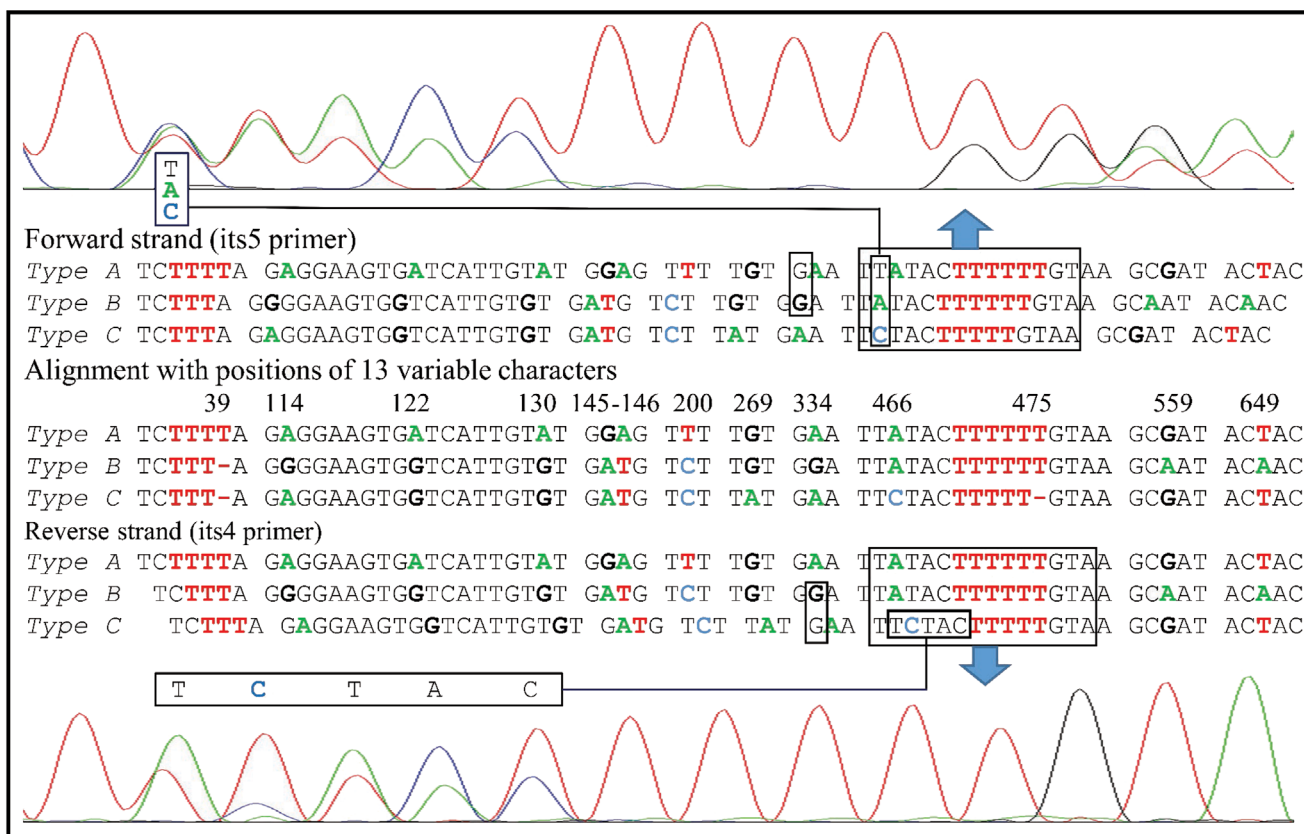 T
A
C
Forward strand (its5 primer)
Type A TCTTTTA GAGGAAGTGATCATTGTAT GGAG TTT TGT GAA TTATACTTTTTTGTAA GCGAT ACTAC
Type B TCTTTA GGGGAAGTGGTCATTGTGT GATG TCT TGT GGA TTATACTTTTTTGTAA GCAAT ACAAC
Type C TCTTTA GAGGAAGTGGTCATTGTGT GATG TCT TAT GAA TTCTACTTTTTGTAA GCGAT ACTAC
Alignment with positions of 13 variable characters
39 114 122 130 145-146 200 269 334 466 475 559 649
Type A TCTTTTA GAGGAAGTGATCATTGTAT GGAG TTT TGT GAA TTATACTTTTTTGTAA GCGAT ACTAC
Type B TCTTT-A GGGGAAGTGGTCATTGTGT GATG TCT TGT GGA TTATACTTTTTTGTAA GCAAT ACAAC
Type C TCTTT-A GAGGAAGTGGTCATTGTGT GATG TCT TAT GAA TTCTACTTTTT-GTAA GCGAT ACTAC
Reverse strand (its4 primer)
Type A TCTTTTA GAGGAAGTGATCATTGTAT GGAG TTT TGT GAA TTATACTTTTTTGTAA GCGAT ACTAC
Type B TCTTTA GGGGAAGTGGTCATTGTGT GATG TCT TGT GGA TTATACTTTTTTGTAA GCAAT ACAAC
Type C TCTTTA GAGGAAGTGGTCATTGTGT GATG TCT TAT GAA TTCTACTTTTTGTAA GCGAT ACTAC
T C T A C